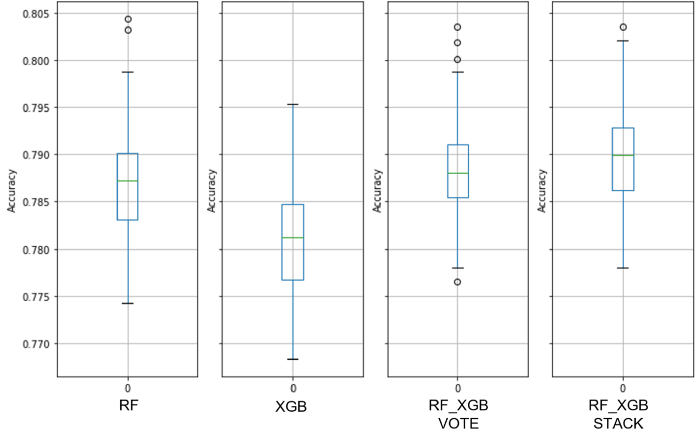 0.805
0.800
0.795
0.790
0.785
0.780
0.775
0.770
Accuracy
0
RF
Accuracy
0
XGB
Accuracy
0
RF_XGB
VOTE
Accuracy
0
RF_XGB
STACK